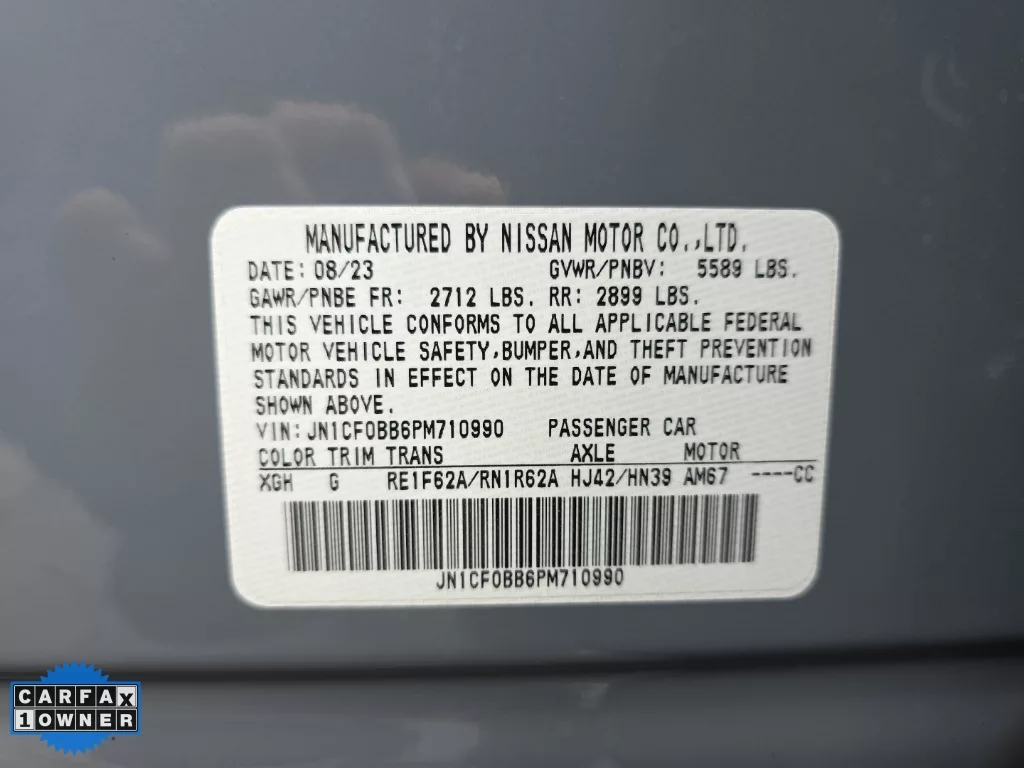 MANUFACTURED BY NISSAN MOTOR CO.,LTD.
DATE: 08/23 GVWR/PNBV: 5589 LBS.
GAWR/PNBE FR: 2712 LBS. RR: 2899 LBS.
THIS VEHICLE CONFORMS TO ALL APPLICABLE FEDERAL
MOTOR VEHICLE SAFETY,BUMPER,AND THEFT PREVENTION
STANDARDS IN EFFECT ON THE DATE OF MANUFACTURE
SHOWN ABOVE.
VIN: JN1CF0BB6PM710990 PASSENGER CAR
COLOR TRIM TRANS AXLE MOTOR
XGH G RE1F62A/RN1R62A HJ42/HN39 AM67 ----CC
JN1CF0BB6PM710990
CARFAX
1 OWNER